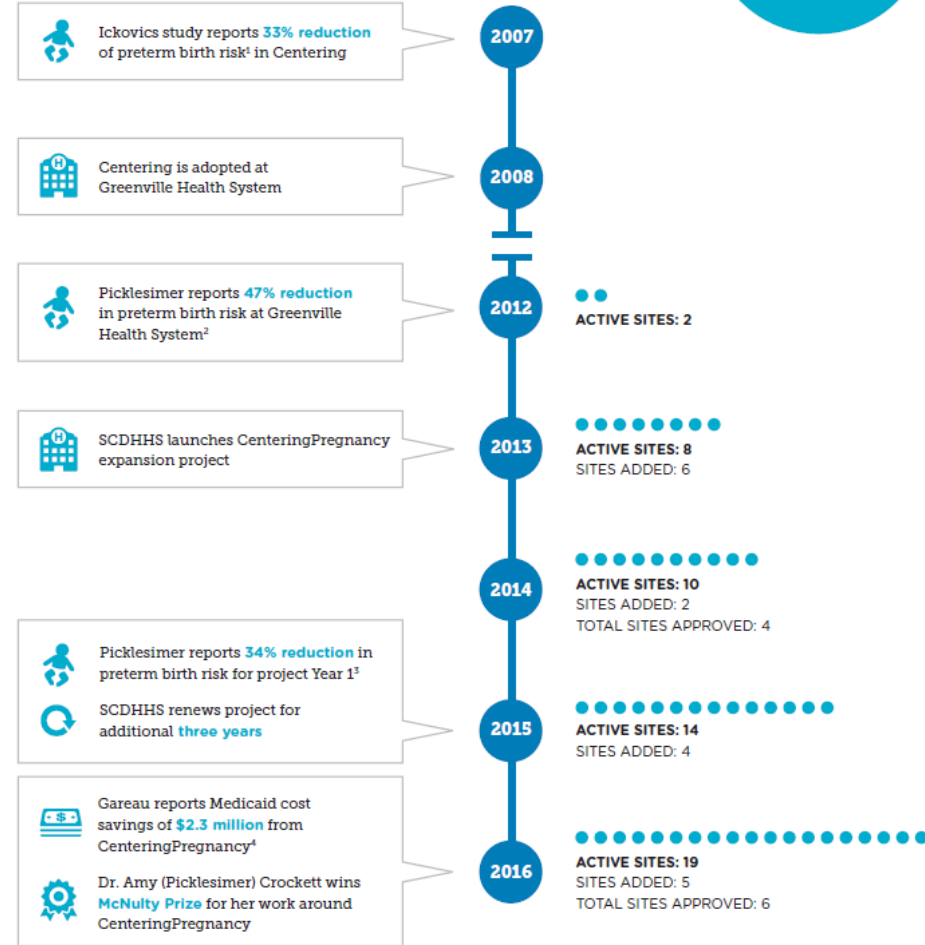 Ickovics study reports 33% reduction
of preterm birth risk¹ in Centering
2007
H
Centering is adopted at
Greenville Health System
2008
Picklesimer reports 47% reduction
in preterm birth risk at Greenville
Health System²
2012
ACTIVE SITES: 2
H
SCDHHS launches CenteringPregnancy
expansion project
2013
ACTIVE SITES: 8
SITES ADDED: 6
2014
ACTIVE SITES: 10
SITES ADDED: 2
TOTAL SITES APPROVED: 4
Picklesimer reports 34% reduction in
preterm birth risk for project Year 1³
SCDHHS renews project for
additional three years
2015
ACTIVE SITES: 14
SITES ADDED: 4
$
Gareau reports Medicaid cost
savings of $2.3 million from
CenteringPregnancy⁴
Dr. Amy (Picklesimer) Crockett wins
McNulty Prize for her work around
CenteringPregnancy
2016
ACTIVE SITES: 19
SITES ADDED: 5
TOTAL SITES APPROVED: 6